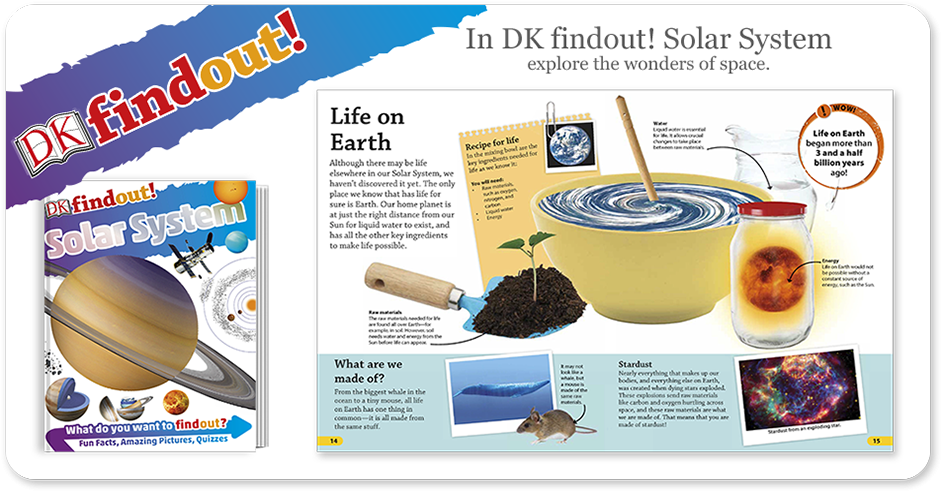 DK findout!
In DK findout! Solar System
explore the wonders of space.
DK findout!
Solar System
What do you want to findout?
Fun Facts, Amazing Pictures, Quizzes
Life on
Earth
Although there may be life
elsewhere in our Solar System, we
haven't discovered it yet. The only
place we know that has life for
sure is Earth. Our home planet is
at just the right distance from our
Sun for liquid water to exist, and
has all the other key ingredients
to make life possible.
Recipe for life
In the mixing bowl are the
key ingredients needed for
life as we know it:
You will need:
• Raw materials,
such as oxygen,
nitrogen, and
carbon
• Liquid water
• Energy
Water
Liquid water is essential
for life. It allows crucial
changes to take place
between raw materials.
WOW!
Life on Earth
began more than
3 and a half
billion years
ago!
Energy
Life on Earth would not
be possible without a
constant source of
energy, such as the Sun.
Raw materials
The raw materials needed for life
are found all over Earth—for
example, in soil. However, soil
needs water and energy from the
Sun before life can appear.
What are we
made of?
From the biggest whale in the
ocean to a tiny mouse, all life
on Earth has one thing in
common—it is all made from
the same stuff.
It may not
look like a
whale, but
a mouse is
made of the
same raw
materials.
Stardust
Nearly everything that makes up our
bodies, and everything else on Earth,
was created when dying stars exploded.
These explosions send raw materials
like carbon and oxygen hurtling across
space, and these raw materials are what
we are made of. That means that you are
made of stardust!
Stardust from an exploding star.
14
15